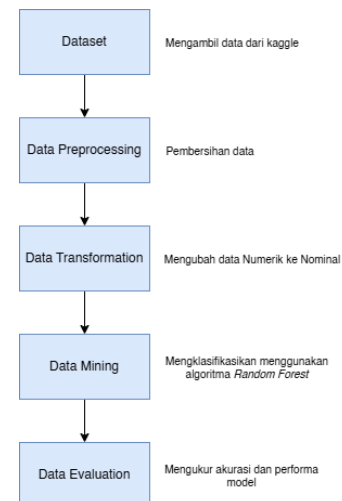 Dataset
Mengambil data dari kaggle
Data Preprocessing
Pembersihan data
Data Transformation
Mengubah data Numerik ke Nominal
Data Mining
Mengklasifikasikan menggunakan
algoritma Random Forest
Data Evaluation
Mengukur akurasi dan performa
model